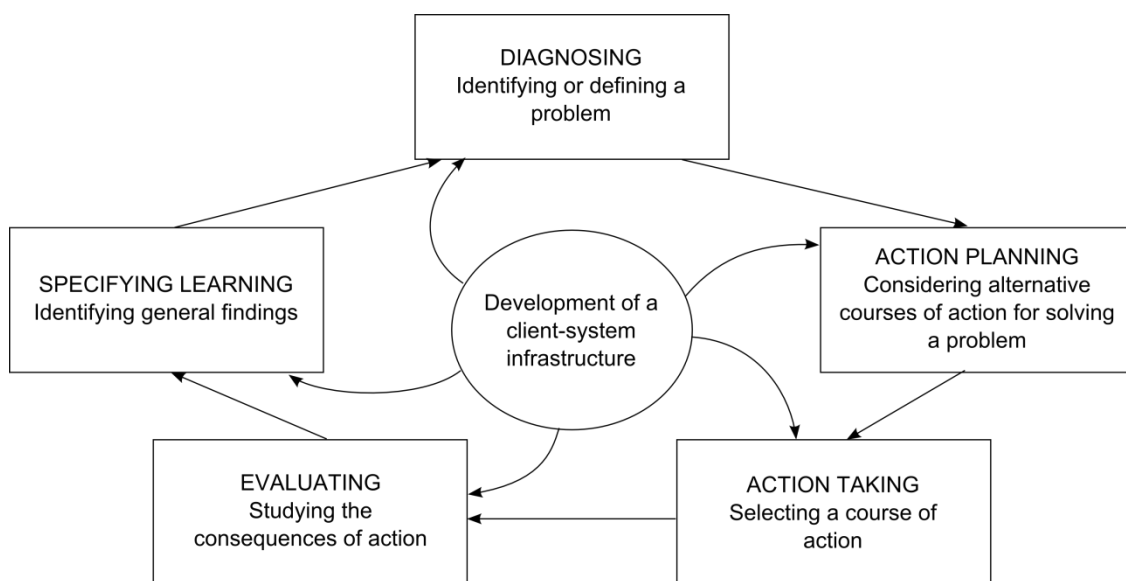 DIAGNOSING
Identifying or defining a
problem
SPECIFYING LEARNING
Identifying general findings
Development of a
client-system
infrastructure
ACTION PLANNING
Considering alternative
courses of action for solving
a problem
EVALUATING
Studying the
consequences of action
ACTION TAKING
Selecting a course of
action